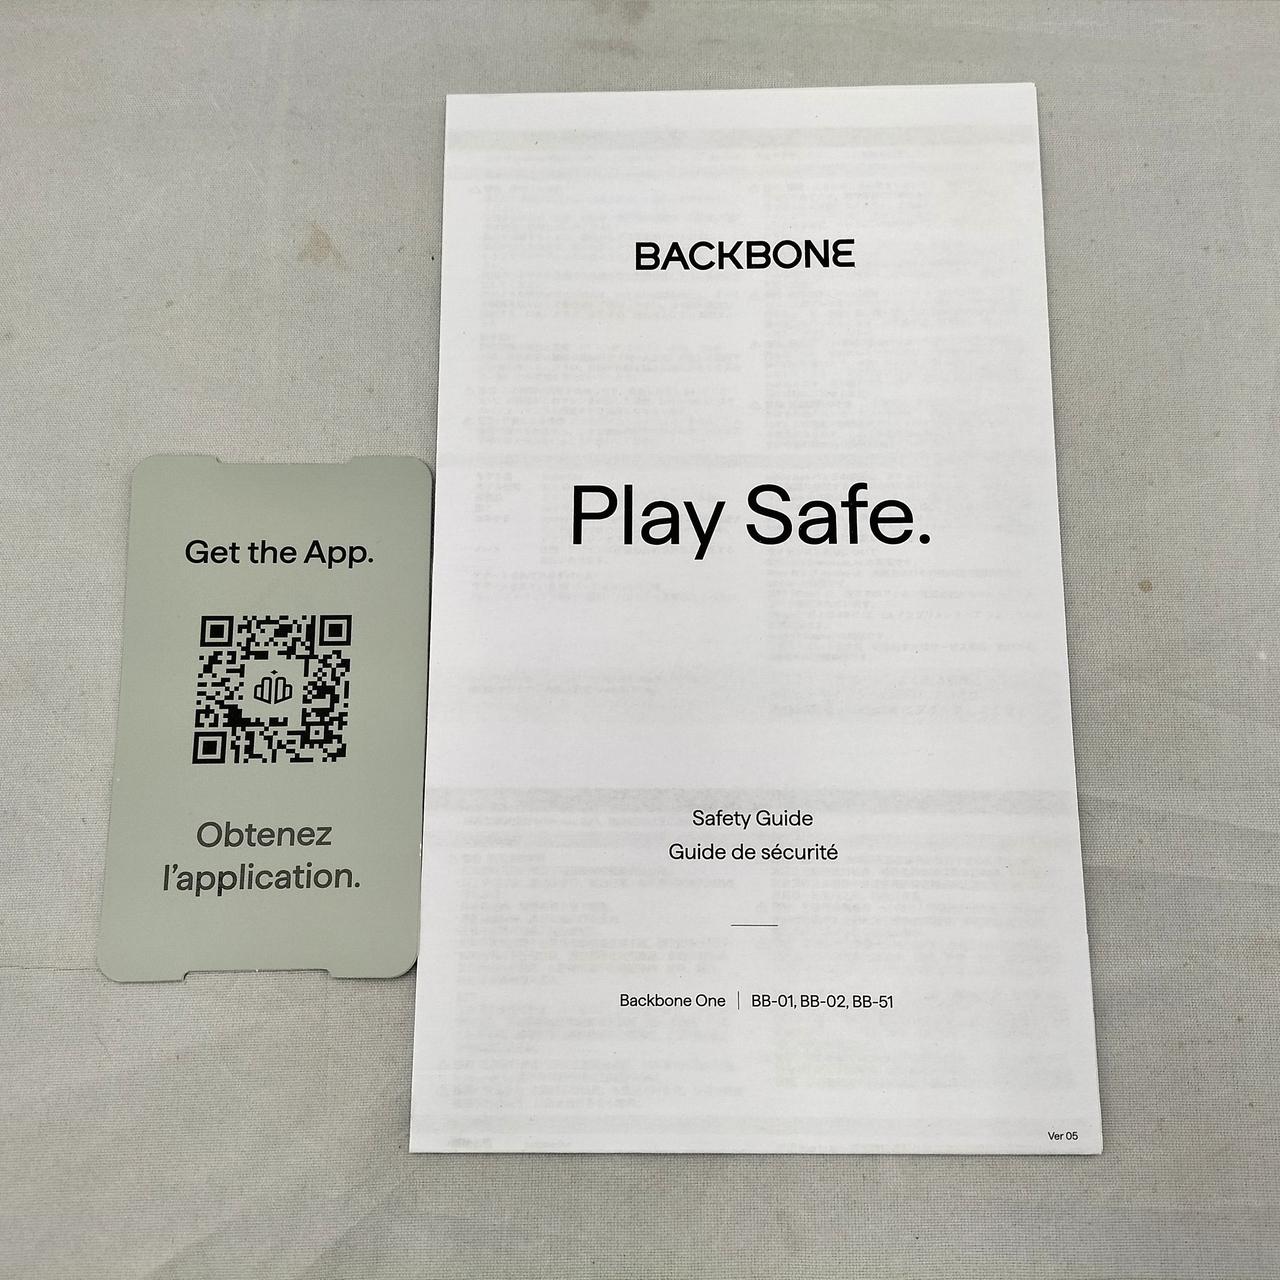 Get the App.
Obtenez
l'application.
BACKBONE
Play Safe.
Safety Guide
Guide de sécurité
Backbone One | BB-01, BB-02, BB-51
Ver 05